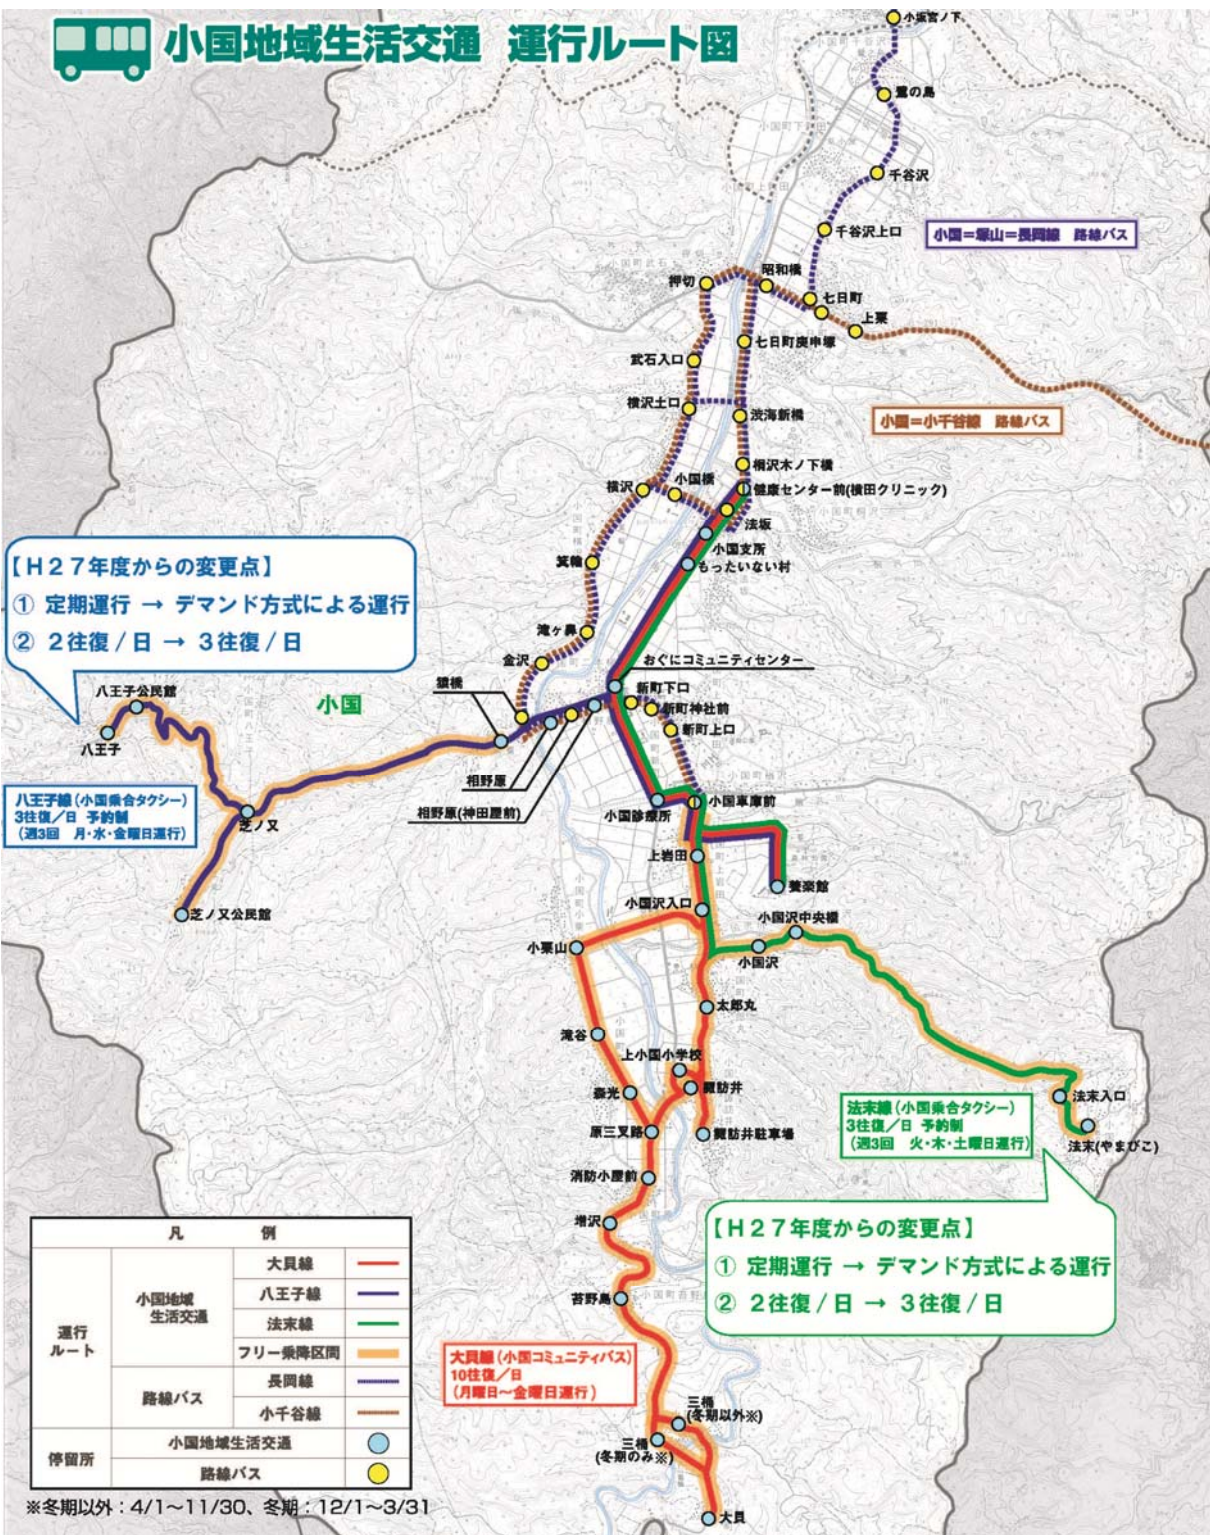 小国地域生活交通 運行ルート図
小坂宮ノ下
鷺の島
千谷沢
千谷沢上口
小国=塚山=長岡線 路線バス
昭和橋
押切
七日町
上栗
七日町庚申塚
武石入口
横沢土口
渋海新橋
小国=小千谷線 路線バス
桐沢木ノ下橋
小国橋
横沢
健康センター前(横田クリニック)
法坂
小国支所
もったいない村
箕輪
滝ヶ鼻
金沢
おぐにコミュニティセンター
猿橋
新町下口
新町神社前
新町上口
相野原
相野原(神田屋前)
【H27年度からの変更点】
① 定期運行 → デマンド方式による運行
② 2往復/日 → 3往復/日
八王子公民館
小国
八王子
八王子線(小国乗合タクシー)
3往復/日 予約制
(週3回 月・水・金曜日運行)
芝ノ又
芝ノ又公民館
小国診療所
小国車庫前
上岩田
養楽館
小国沢入口
小国沢中央橋
小国沢
小栗山
太郎丸
滝谷
上小国小学校
森光
諏訪井
原三叉路
諏訪井駐車場
法末入口
法末(やまびこ)
法末線(小国乗合タクシー)
3往復/日 予約制
(週3回 火・木・土曜日運行)
消防小屋前
増沢
【H27年度からの変更点】
① 定期運行 → デマンド方式による運行
② 2往復/日 → 3往復/日
苔野島
大貝線(小国コミュニティバス)
10往復/日
(月曜日~金曜日運行)
三桶
(冬期以外※)
三桶
(冬期のみ※)
大貝
凡 例
運行
ルート
小国地域
生活交通
大貝線
八王子線
法末線
フリー乗降区間
路線バス
長岡線
小千谷線
停留所
小国地域生活交通
路線バス
※冬期以外:4/1~11/30、冬期:12/1~3/31